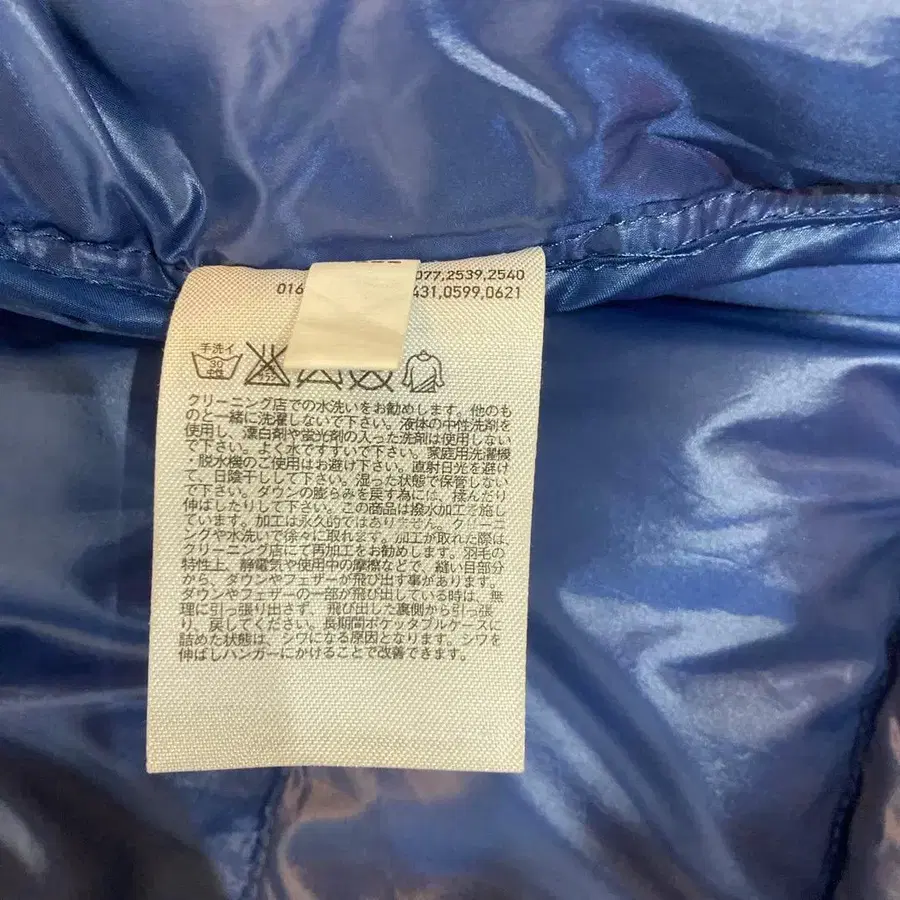 077,2539,2540
016 431,0599,0621
手洗イ
30
中性
クリーニング店での水洗いをお勧めします。他のも
のと一緒に洗濯しないで下さい。液体の中性洗剤を
使用し、漂白剤や蛍光剤の入った洗剤は使用しない
で下さい。よく水ですすいで下さい。家庭用洗濯機
、脱水機のご使用はお避け下さい。直射日光を避け
て、日陰干しして下さい。湿った状態で保管しない
で下さい。ダウンの膨らみを戻す為には、揉んだり
伸ばしたりして下さい。この商品は撥水加工を施し
ています。加工は永久的ではありません。クリーニ
ングや水洗いで徐々に取れます。加工が取れた際は、
クリーニング店にて再加工をお勧めします。羽毛の
特性上、静電気や使用中の摩擦などで、縫い目部分
から、ダウンやフェザーが飛び出す事があります。
ダウンやフェザーの一部が飛び出している時は、無
理に引っ張り出さず、飛び出した裏側から引っ張
り、戻してください。長期間ポケッタブルケースに
詰めた状態は、シワになる原因となります。シワを
伸ばしハンガーにかけることで改善できます。